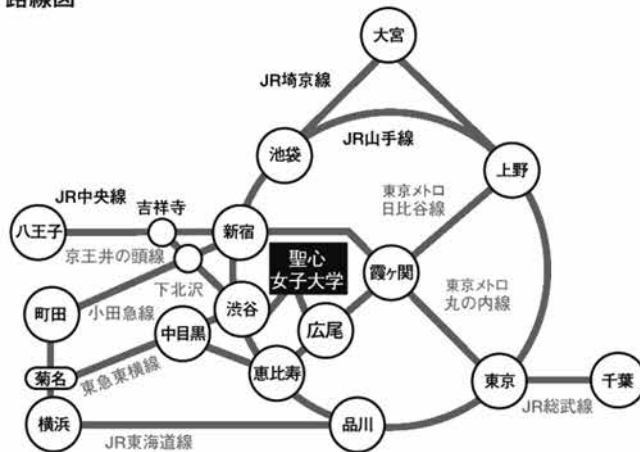 路線図
大宮
JR埼京線
池袋
JR山手線
上野
JR中央線
吉祥寺
八王子
新宿
東京メトロ
日比谷線
京王井の頭線
下北沢
聖心
女子大学
霞ヶ関
町田
小田急線
渋谷
東京メトロ
丸の内線
中目黒
広尾
菊名
東急東横線
恵比寿
東京
千葉
JR総武線
横浜
品川
JR東海道線